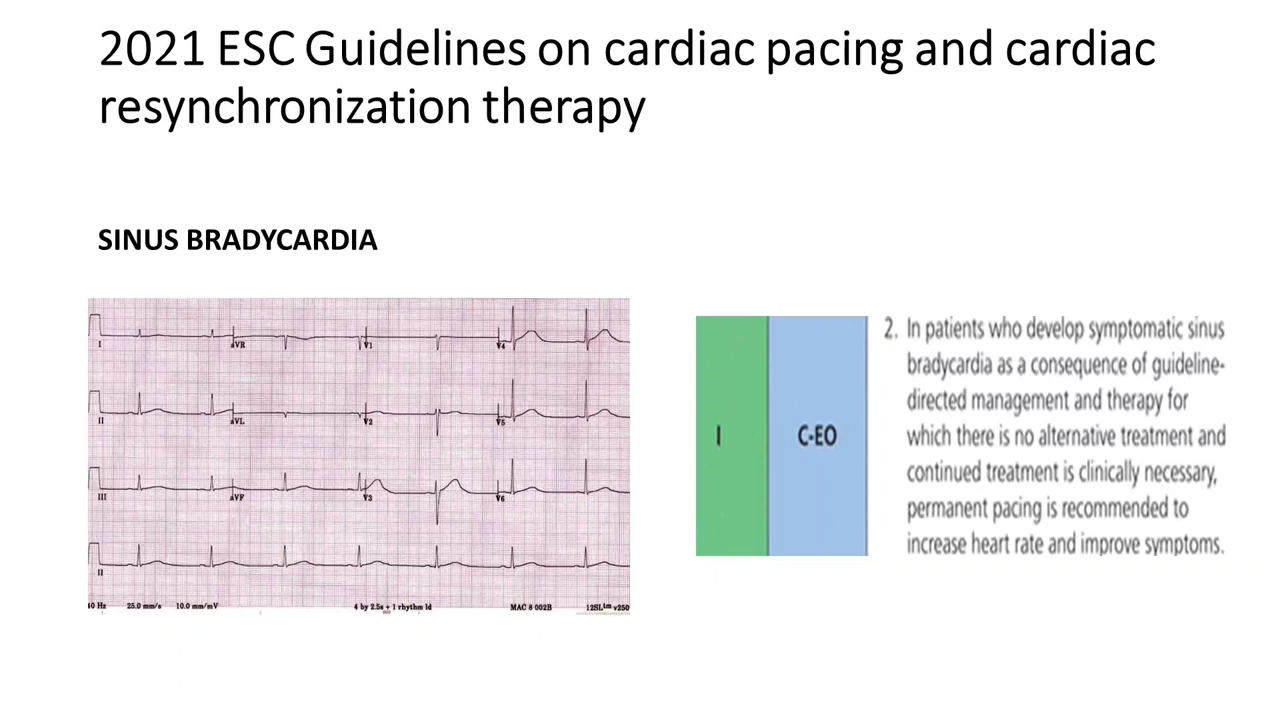 2021 ESC Guidelines on cardiac pacing and cardiac
resynchronization therapy
SINUS BRADYCARDIA
I
aVR
V1
V4
II
aVL
V2
V5
III
aVF
V3
V6
II
25.0 mm/s
10.0 mm/mV
4 by 2.5s + 1 rhythm ld
MAC 8 002B
12SL™ v250
I
C-EO
2. In patients who develop symptomatic sinus
bradycardia as a consequence of guideline-
directed management and therapy for
which there is no alternative treatment and
continued treatment is clinically necessary,
permanent pacing is recommended to
increase heart rate and improve symptoms.